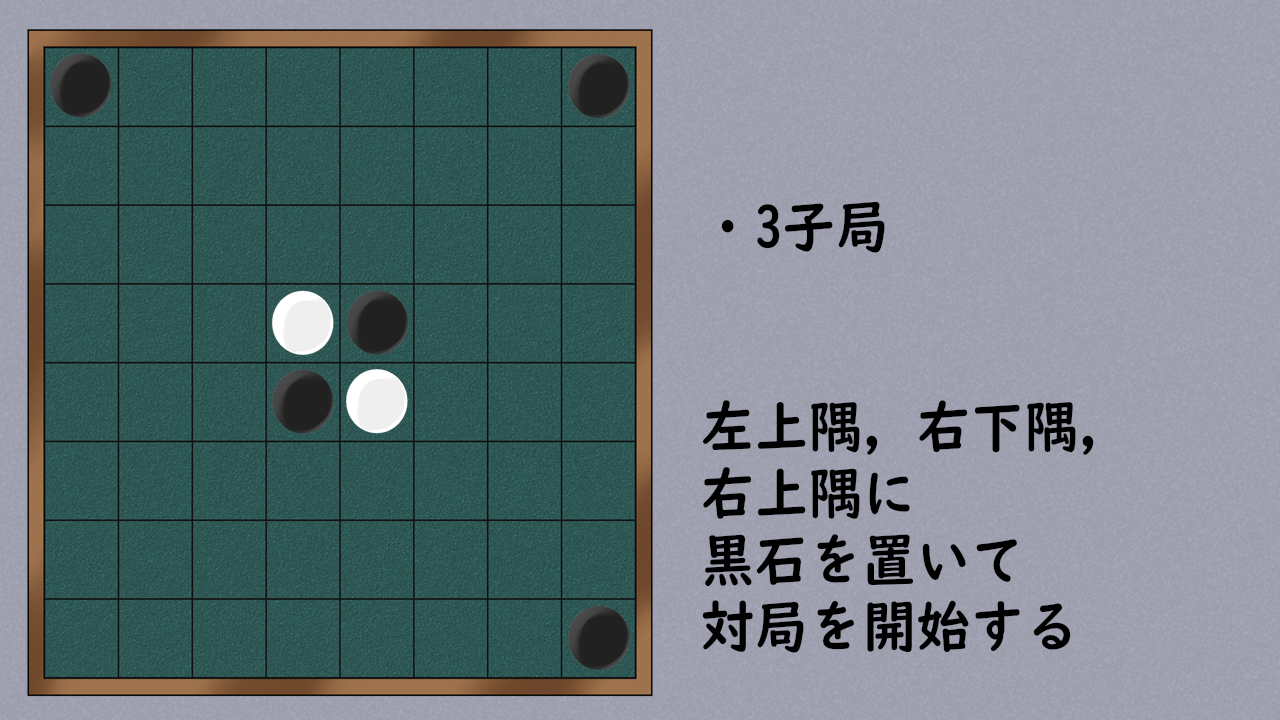 ・3子局
左上隅，右下隅，
右上隅に
黒石を置いて
対局を開始する